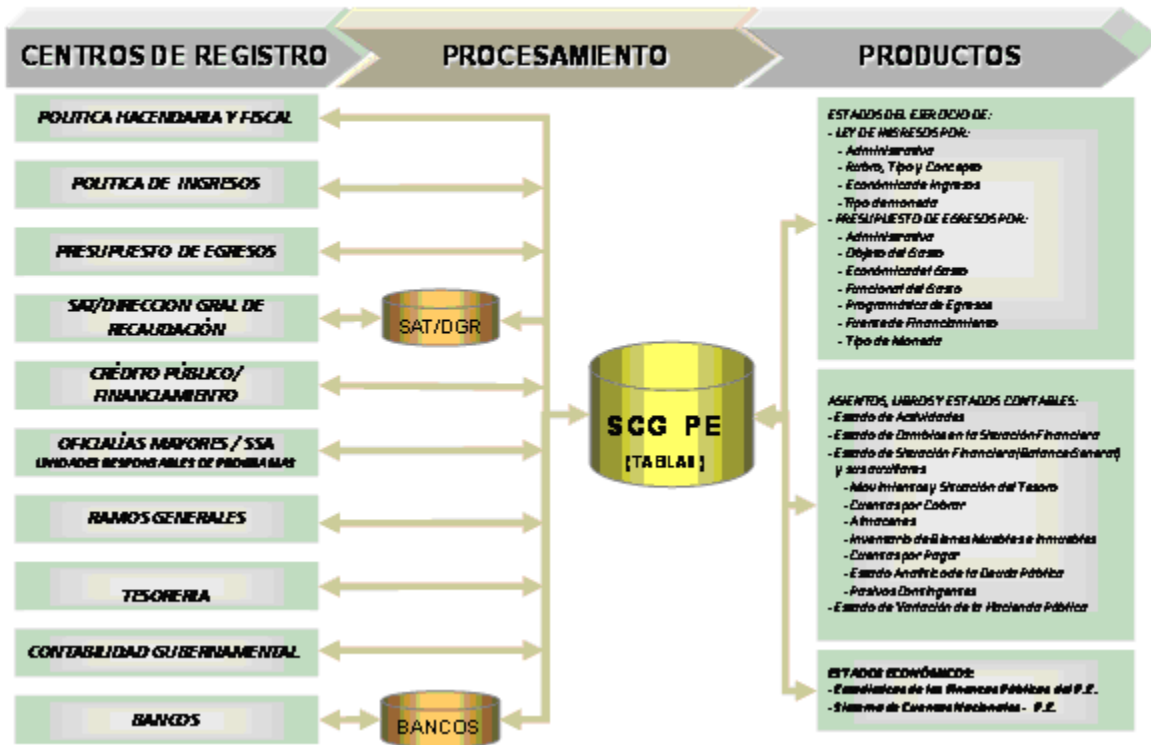 CENTROS DE REGISTRO
PROCESAMIENTO
PRODUCTOS
POLITICA HACENDARIA Y FISCAL
POLITICA DE INGRESOS
PRESUPUESTO DE EGRESOS
SAT/DIRECCION GRAL DE
RECAUDACIÓN
CRÉDITO PÚBLICO/
FINANCIAMIENTO
OFICIALÍAS MAYORES / SSA
UNIDADES RESPONSABLES DE PROGRAMAS
RAMOS GENERALES
TESORERIA
CONTABILIDAD GUBERNAMENTAL
BANCOS
SAT/DGR
BANCOS
SCG PE
(TABLAS)
ESTADOS DEL EJERCICIO DE:
- LEY DE INGRESOS POR:
- Administrativa
- Rubro, Tipo y Concepto
- Económica de Ingresos
- Tipo de moneda
- PRESUPUESTO DE EGRESOS POR:
- Administrativa
- Objeto del Gasto
- Económica del Gasto
- Funcional del Gasto
- Programática de Egresos
- Fuente de Financiamiento
- Tipo de Moneda
ASIENTOS, LIBROS Y ESTADOS CONTABLES:
- Estado de Actividades
- Estado de Cambios en la Situación Financiera
- Estado de Situación Financiera (Balance General)
y sus auxiliares
- Movimientos y Situación del Tesoro
- Cuentas por Cobrar
- Almacenes
- Inventario de Bienes Muebles e Inmuebles
- Cuentas por Pagar
- Estado Analítico de la Deuda Pública
- Pasivos Contingentes
- Estado de Variación de la Hacienda Pública
ESTADOS ECONÓMICOS:
- Estadísticas de las Finanzas Públicas del P.E.
- Sistema de Cuentas Nacionales - P.E.